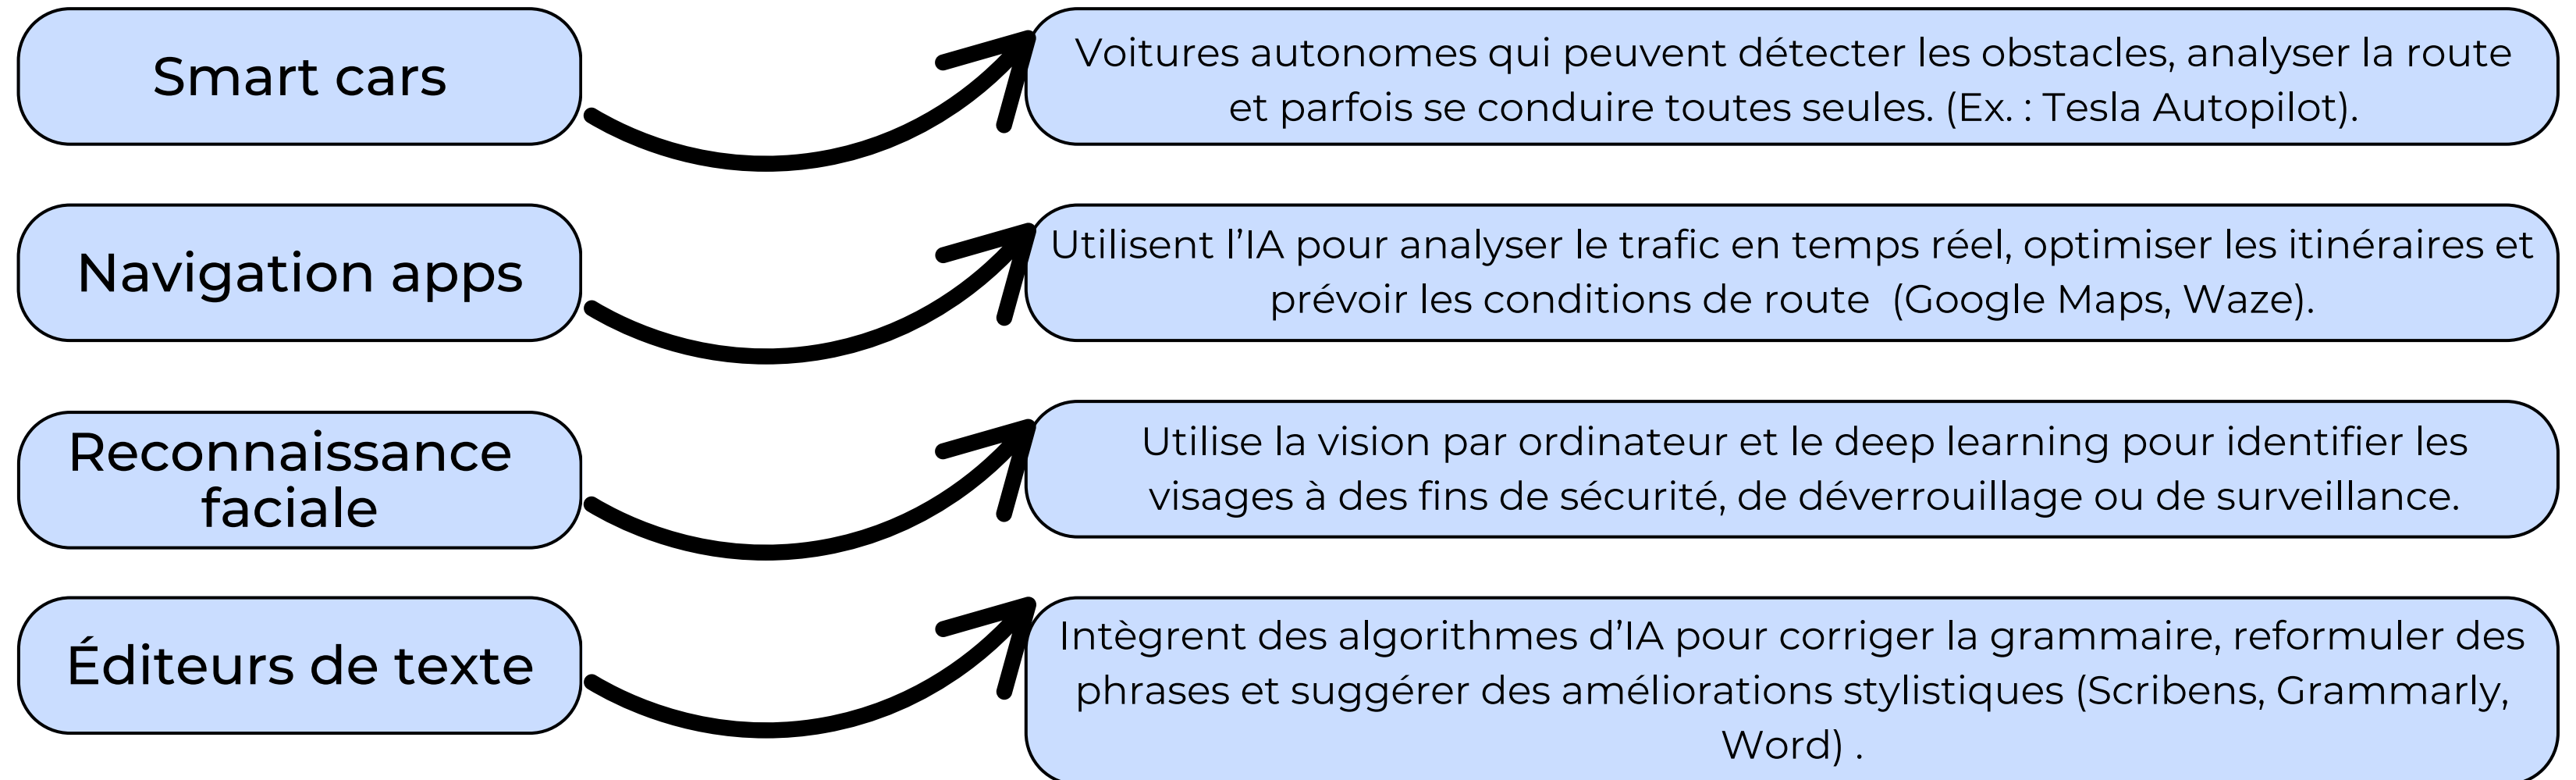 Smart cars
Voitures autonomes qui peuvent détecter les obstacles, analyser la route
et parfois se conduire toutes seules. (Ex. : Tesla Autopilot).
Navigation apps
Utilisent l’IA pour analyser le trafic en temps réel, optimiser les itinéraires et
prévoir les conditions de route  (Google Maps, Waze).
Reconnaissance
faciale
Utilise la vision par ordinateur et le deep learning pour identifier les
visages à des fins de sécurité, de déverrouillage ou de surveillance.
Éditeurs de texte
Intègrent des algorithmes d’IA pour corriger la grammaire, reformuler des
phrases et suggérer des améliorations stylistiques (Scribens, Grammarly,
Word) .